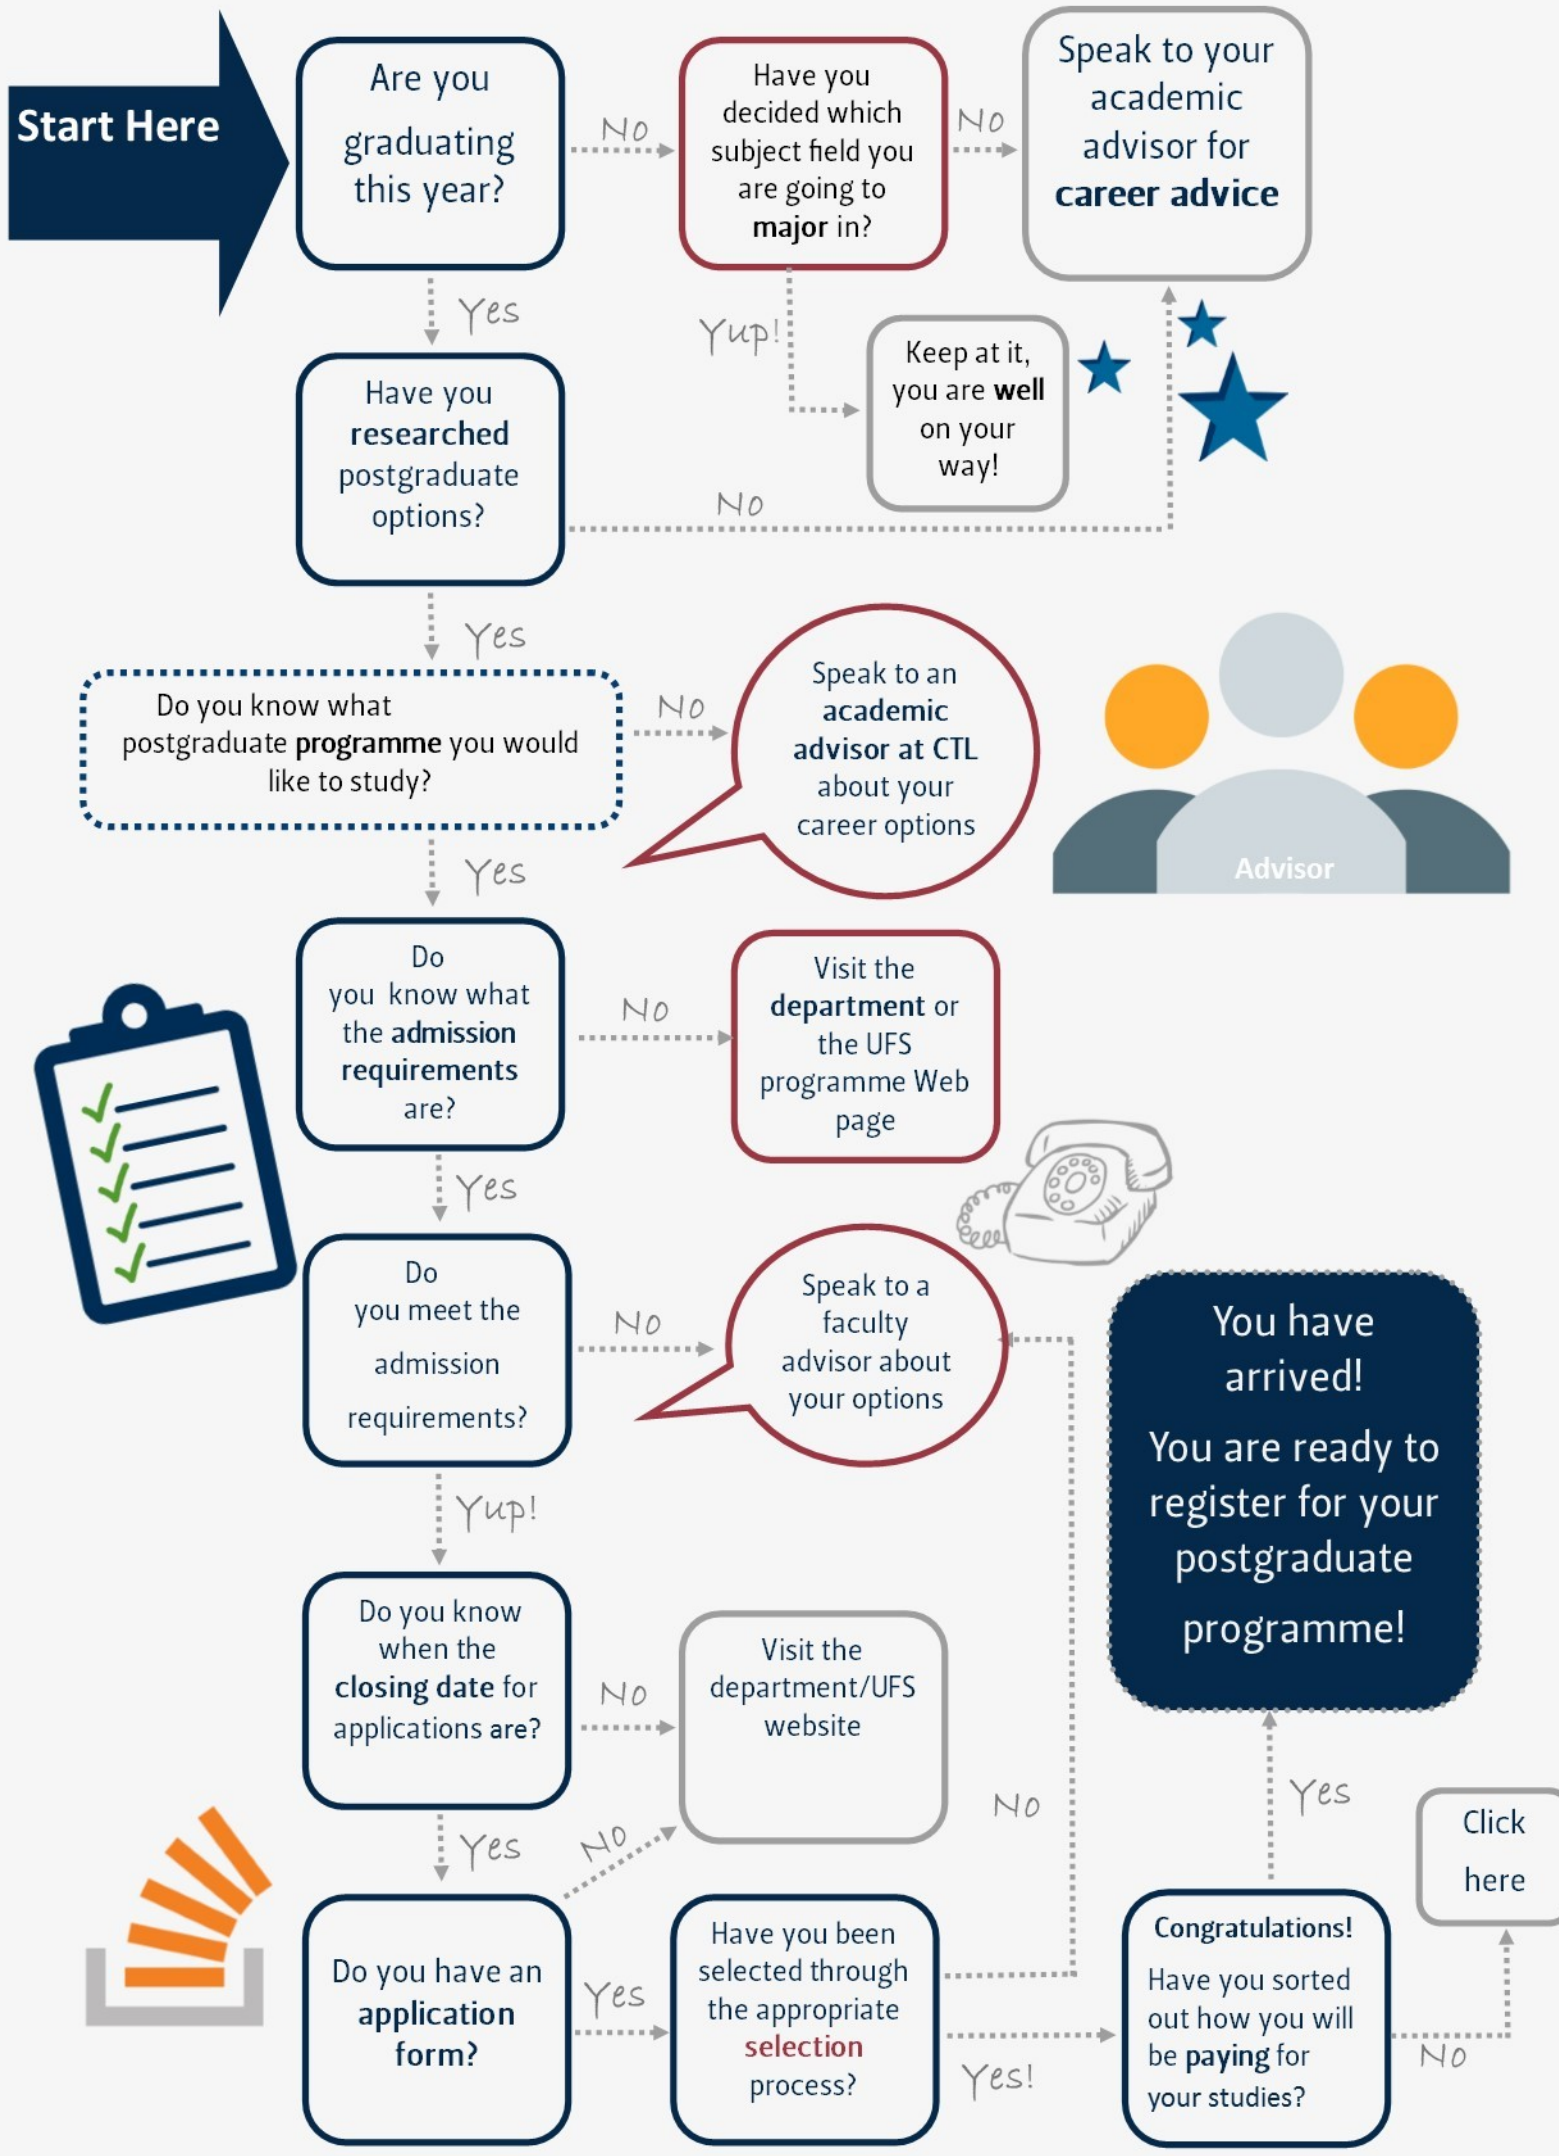 Start Here
Are you
graduating
this year?
No
Have you
decided which
subject field you
are going to
major in?
No
Speak to your
academic
advisor for
career advice
Yes
Yup!
Keep at it,
you are well
on your
way!
Have you
researched
postgraduate
options?
No
Yes
Do you know what
postgraduate programme you would
like to study?
No
Speak to an
academic
advisor at CTL
about your
career options
Advisor
Yes
Do
you know what
the admission
requirements
are?
No
Visit the
department or
the UFS
programme Web
page
Yes
Do
you meet the
admission
requirements?
No
Speak to a
faculty
advisor about
your options
You have
arrived!
You are ready to
register for your
postgraduate
programme!
Yup!
Do you know
when the
closing date for
applications are?
No
Visit the
department/UFS
website
Yes
No
No
Yes
Click
here
Do you have an
application
form?
Yes
Have you been
selected through
the appropriate
selection
process?
Yes!
Congratulations!
Have you sorted
out how you will
be paying for
your studies?
No